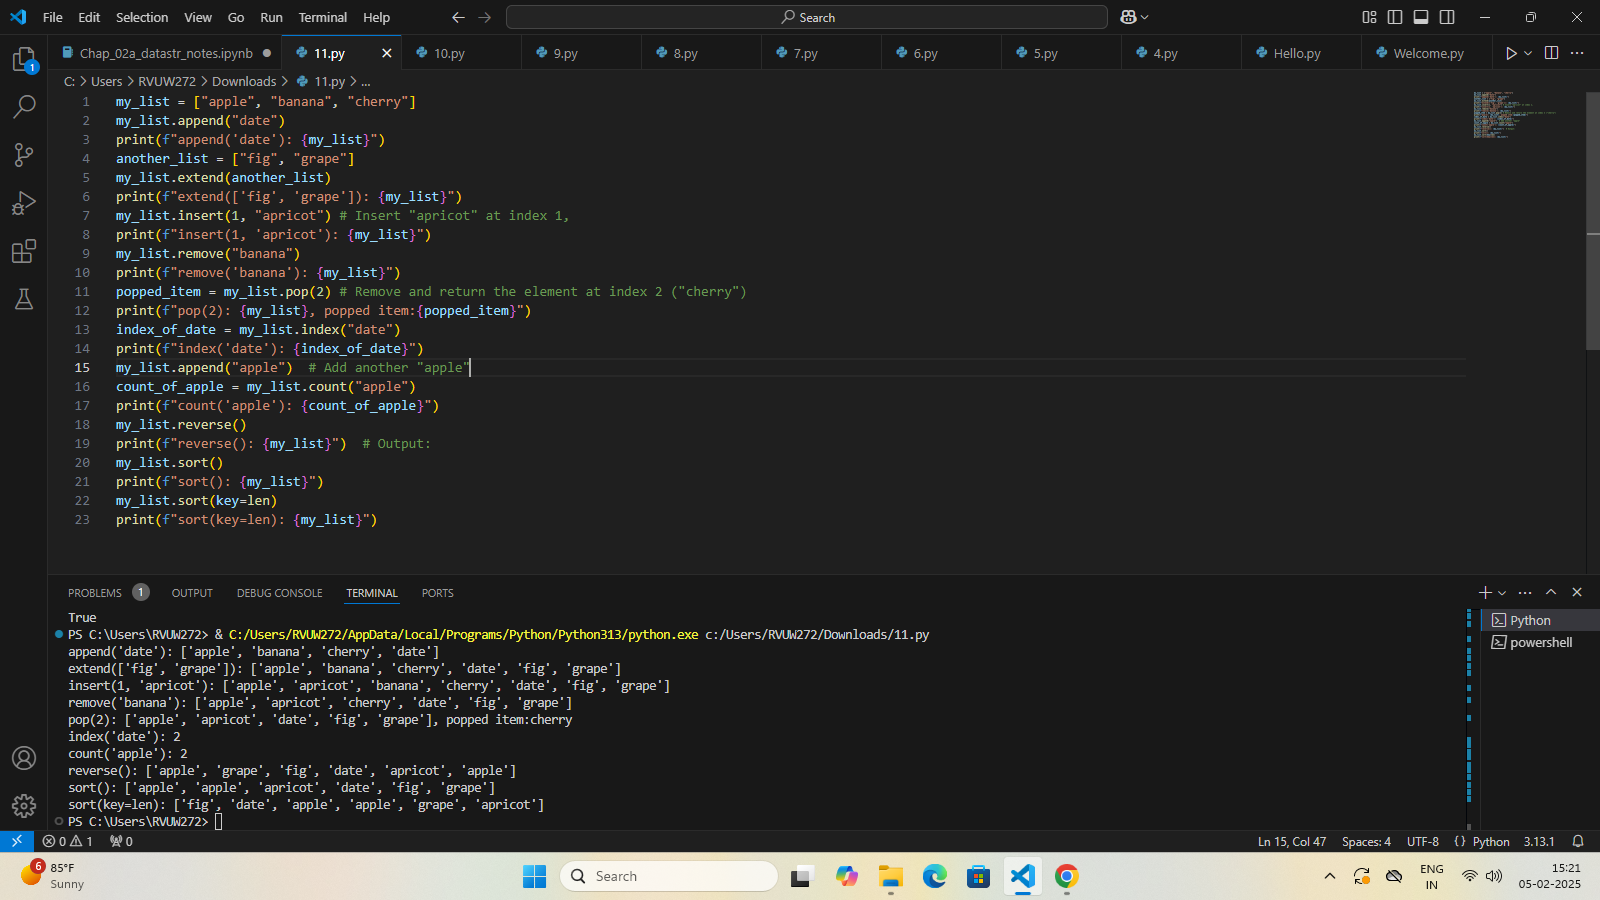 File Edit Selection View Go Run Terminal Help Search
Chap_02a_datastr_notes.ipynb 11.py 10.py 9.py 8.py 7.py 6.py 5.py 4.py Hello.py Welcome.py
C: > Users > RVUW272 > Downloads > 11.py > ...
1 my_list = ["apple", "banana", "cherry"]
2 my_list.append("date")
3 print(f"append('date'): {my_list}")
4 another_list = ["fig", "grape"]
5 my_list.extend(another_list)
6 print(f"extend(['fig', 'grape']): {my_list}")
7 my_list.insert(1, "apricot") # Insert "apricot" at index 1,
8 print(f"insert(1, 'apricot'): {my_list}")
9 my_list.remove("banana")
10 print(f"remove('banana'): {my_list}")
11 popped_item = my_list.pop(2) # Remove and return the element at index 2 ("cherry")
12 print(f"pop(2): {my_list}, popped item:{popped_item}")
13 index_of_date = my_list.index("date")
14 print(f"index('date'): {index_of_date}")
15 my_list.append("apple")  # Add another "apple"
16 count_of_apple = my_list.count("apple")
17 print(f"count('apple'): {count_of_apple}")
18 my_list.reverse()
19 print(f"reverse(): {my_list}")  # Output:
20 my_list.sort()
21 print(f"sort(): {my_list}")
22 my_list.sort(key=len)
23 print(f"sort(key=len): {my_list}")
PROBLEMS 1 OUTPUT DEBUG CONSOLE TERMINAL PORTS
True
PS C:\Users\RVUW272> & C:/Users/RVUW272/AppData/Local/Programs/Python/Python313/python.exe c:/Users/RVUW272/Downloads/11.py
append('date'): ['apple', 'banana', 'cherry', 'date']
extend(['fig', 'grape']): ['apple', 'banana', 'cherry', 'date', 'fig', 'grape']
insert(1, 'apricot'): ['apple', 'apricot', 'banana', 'cherry', 'date', 'fig', 'grape']
remove('banana'): ['apple', 'apricot', 'cherry', 'date', 'fig', 'grape']
pop(2): ['apple', 'apricot', 'date', 'fig', 'grape'], popped item:cherry
index('date'): 2
count('apple'): 2
reverse(): ['apple', 'grape', 'fig', 'date', 'apricot', 'apple']
sort(): ['apple', 'apple', 'apricot', 'date', 'fig', 'grape']
sort(key=len): ['fig', 'date', 'apple', 'apple', 'grape', 'apricot']
PS C:\Users\RVUW272>
Python
powershell
1
0 1 0 Ln 15, Col 47 Spaces: 4 UTF-8 {} Python 3.13.1
6 85°F
Sunny
Search
ENG
IN
15:21
05-02-2025